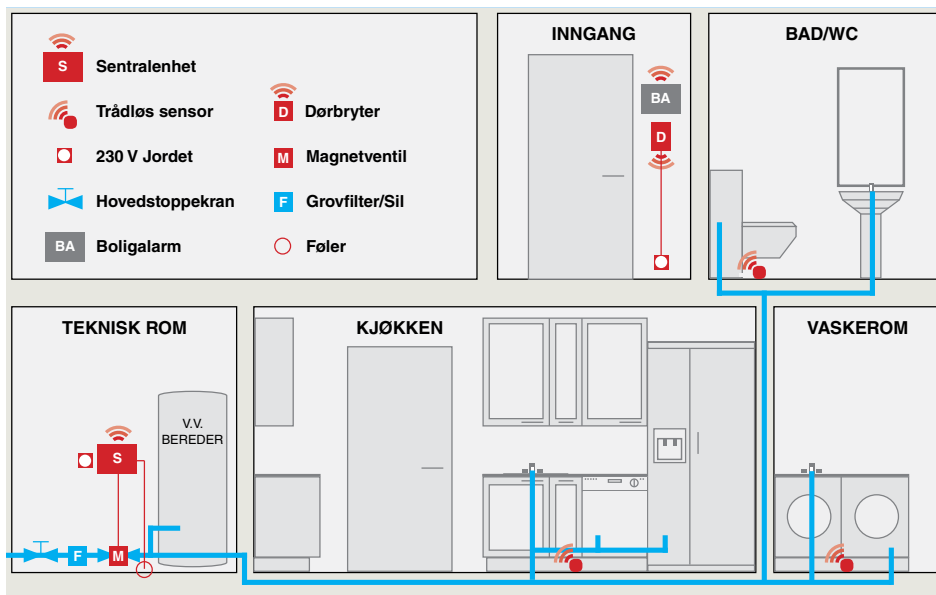 S Sentralenhet
Trådløs sensor
D Dørbryter
230 V Jordet
M Magnetventil
Hovedstoppekran
F Grovfilter/Sil
BA Boligalarm
Føler
INNGANG
BA
D
BAD/WC
TEKNISK ROM
V.V.
BEREDER
S
F
M
KJØKKEN
VASKEROM